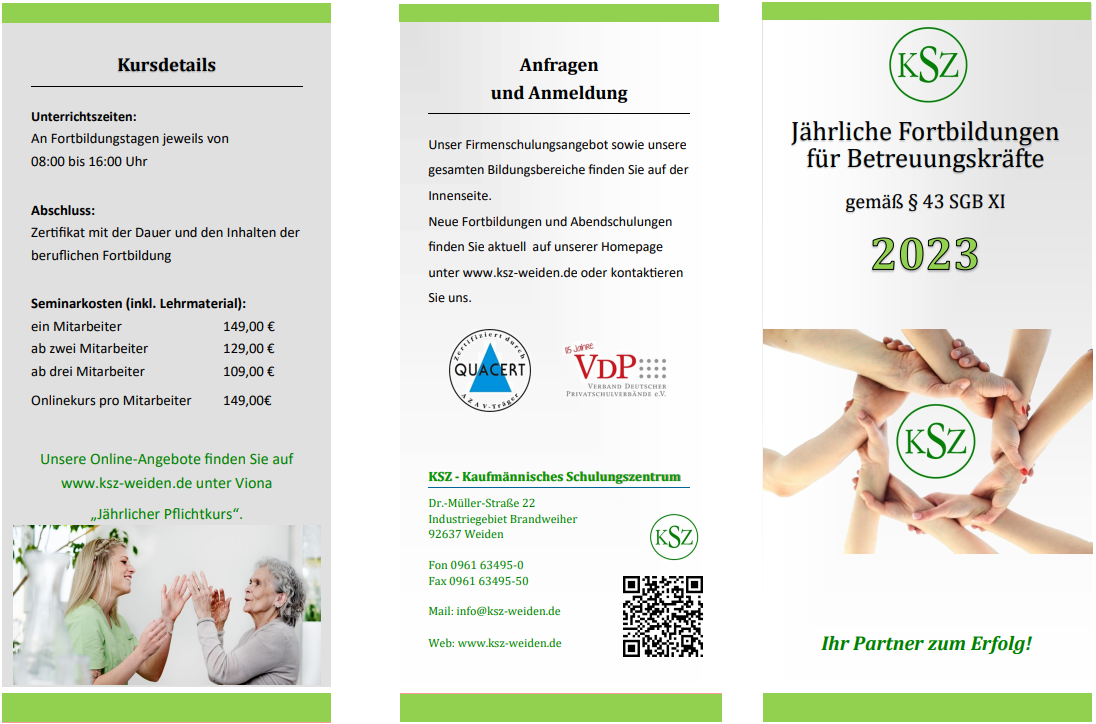 Kursdetails
Unterrichtszeiten:
An Fortbildungstagen jeweils von
08:00 bis 16:00 Uhr
Abschluss:
Zertifikat mit der Dauer und den Inhalten der
beruflichen Fortbildung
Seminarkosten (inkl. Lehrmaterial):
ein Mitarbeiter 149,00 €
ab zwei Mitarbeiter 129,00 €
ab drei Mitarbeiter 109,00 €
Onlinekurs pro Mitarbeiter 149,00€
Unsere Online-Angebote finden Sie auf
www.ksz-weiden.de unter Viona
„Jährlicher Pflichtkurs“.
Anfragen
und Anmeldung
Unser Firmenschulungsangebot sowie unsere
gesamten Bildungsbereiche finden Sie auf der
Innenseite.
Neue Fortbildungen und Abendschulungen
finden Sie aktuell auf unserer Homepage
unter www.ksz-weiden.de oder kontaktieren
Sie uns.
Zertifiziert durch
QUACERT
AZAV-Träger
15 Jahre
VDP
Verband Deutscher
Privatschulverbände e.V.
KSZ - Kaufmännisches Schulungszentrum
Dr.-Müller-Straße 22
Industriegebiet Brandweiher
92637 Weiden
KSZ
Fon 0961 63495-0
Fax 0961 63495-50
Mail: info@ksz-weiden.de
Web: www.ksz-weiden.de
KSZ
Jährliche Fortbildungen
für Betreuungskräfte
gemäß § 43 SGB XI
2023
KSZ
Ihr Partner zum Erfolg!